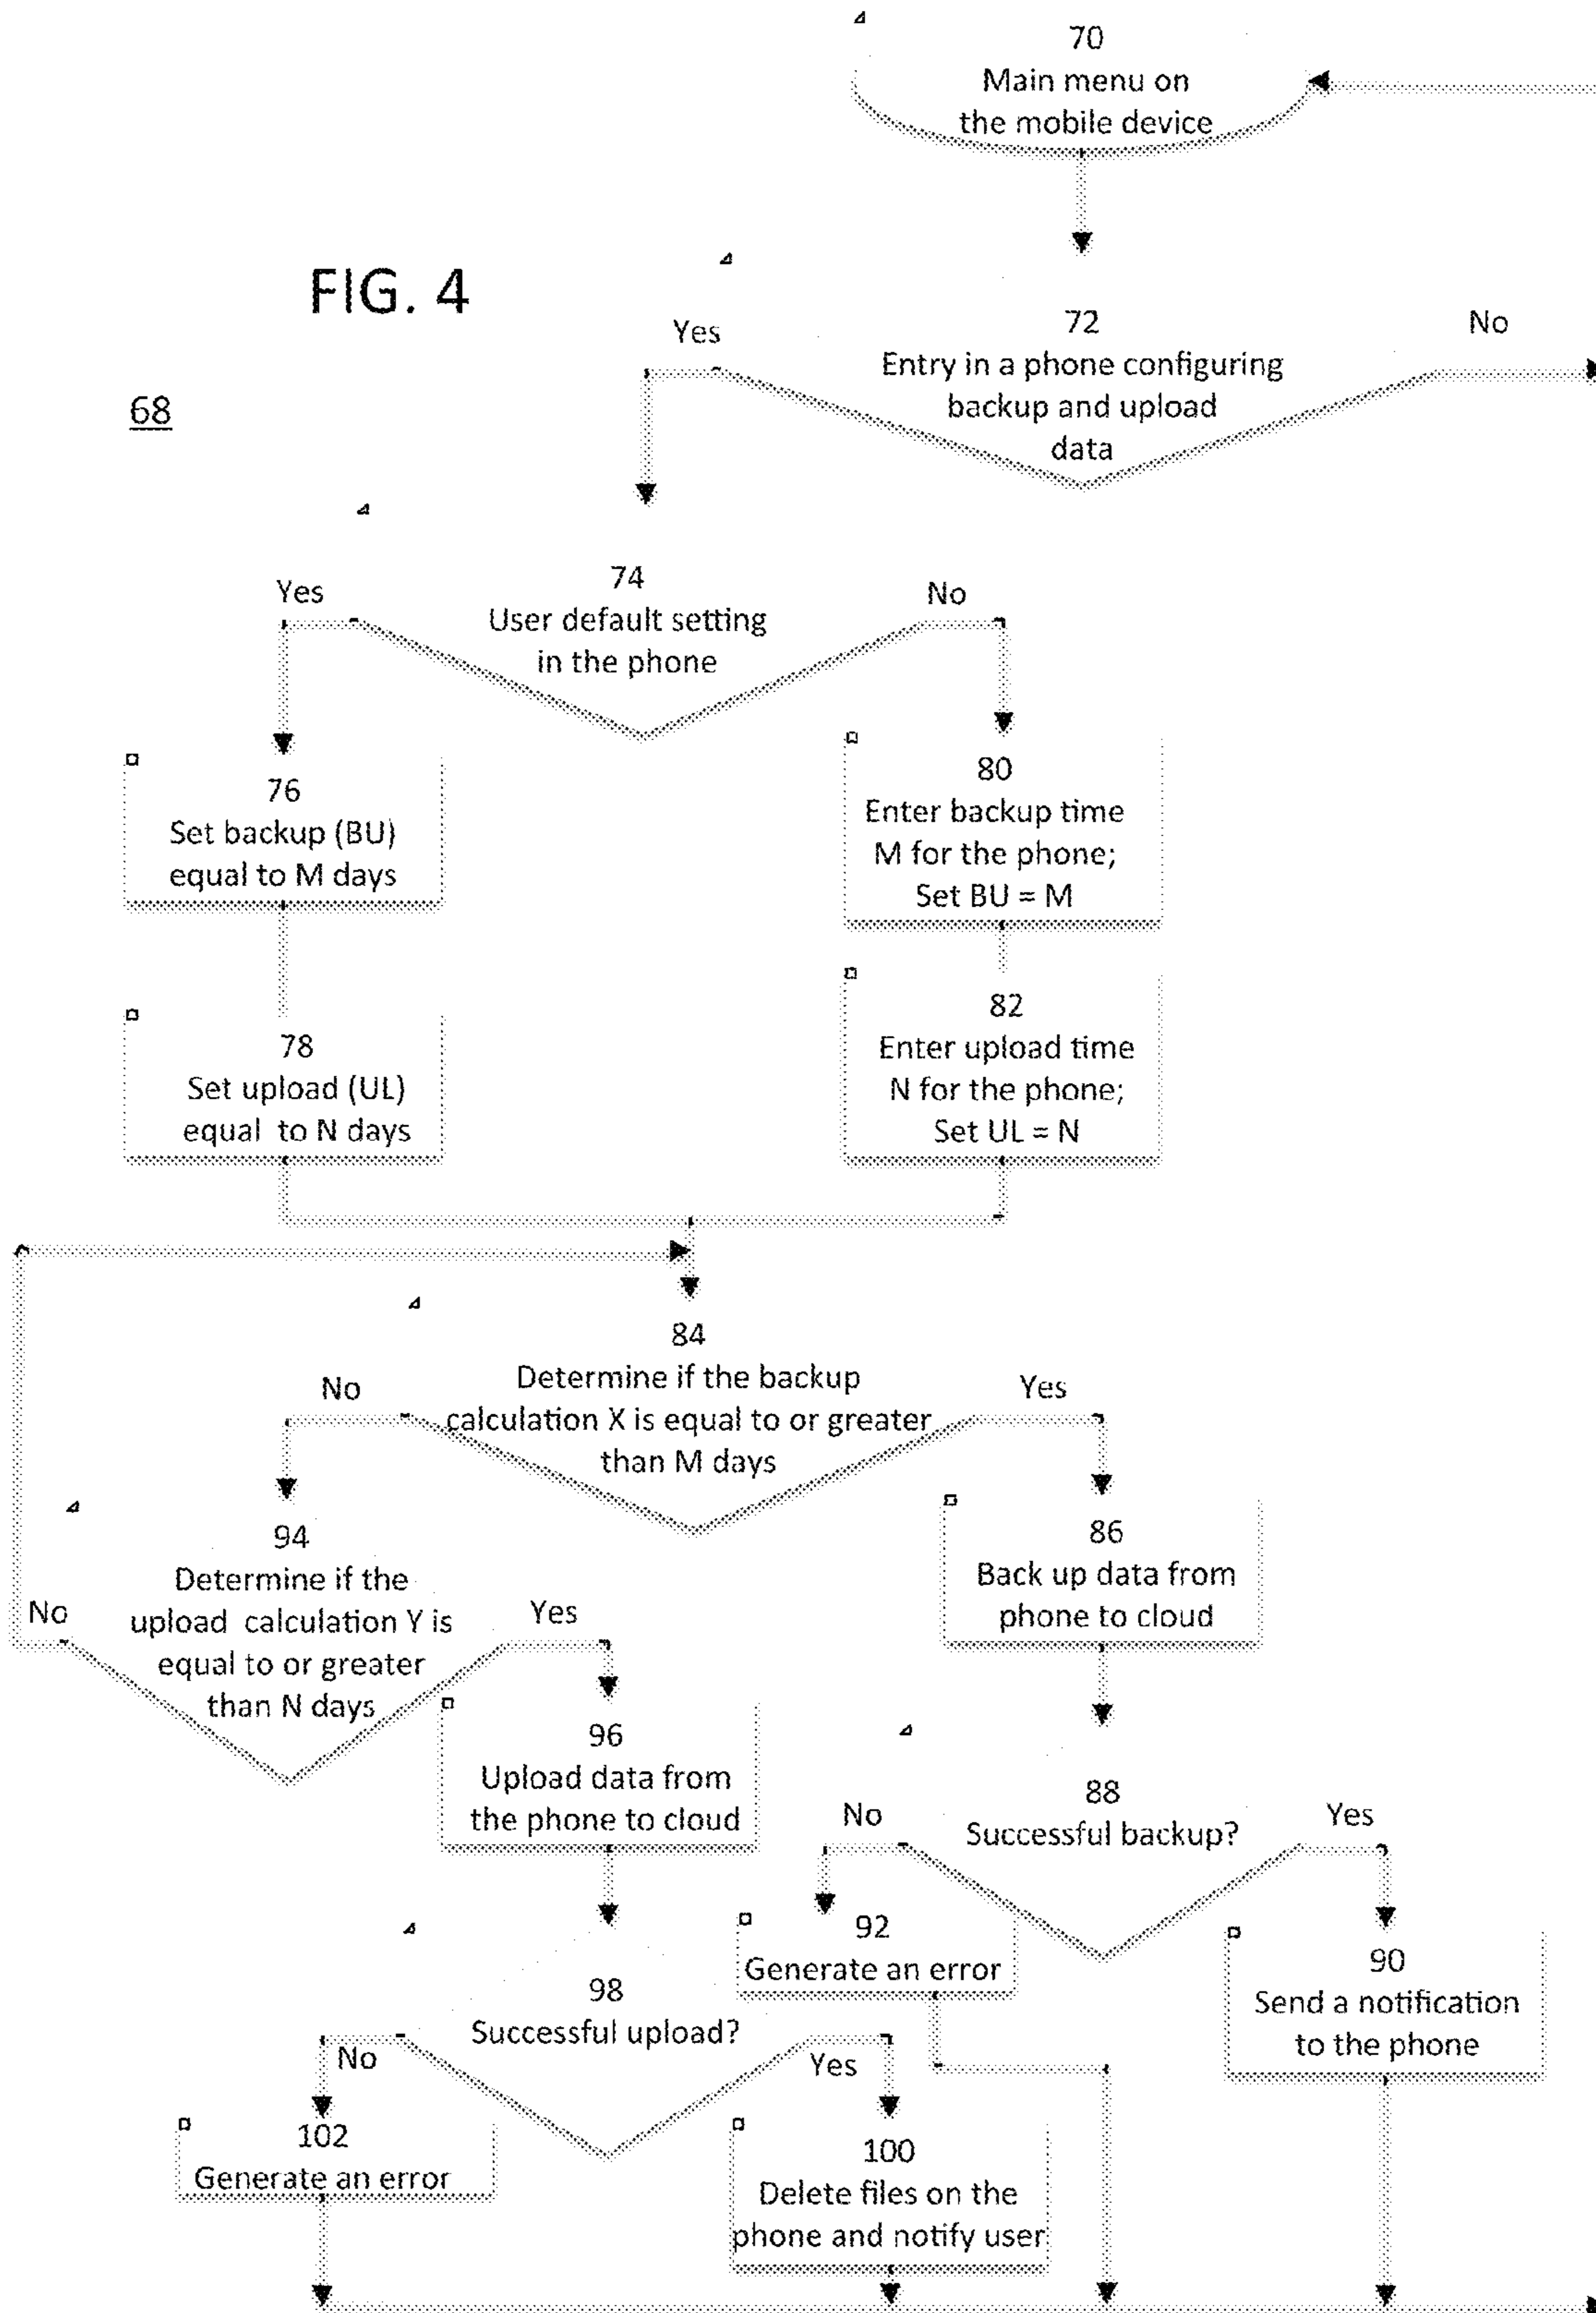 70
Main menu on
the mobile device
FIG. 4
68
Yes
72
No
Entry in a phone configuring
backup and upload
data
Yes
74
No
User default setting
in the phone
76
Set backup (BU)
equal to M days
80
Enter backup time
M for the phone;
Set BU = M
78
Set upload (UL)
equal to N days
82
Enter upload time
N for the phone;
Set UL = N
84
No
Determine if the backup
Yes
calculation X is equal to or greater
than M days
94
Determine if the
No
upload calculation Y is
Yes
equal to or greater
than N days
86
Back up data from
phone to cloud
96
Upload data from
the phone to cloud
88
No
Successful backup?
Yes
92
Generate an error
90
Send a notification
to the phone
98
Successful upload?
No
Yes
102
Generate an error
100
Delete files on the
phone and notify user